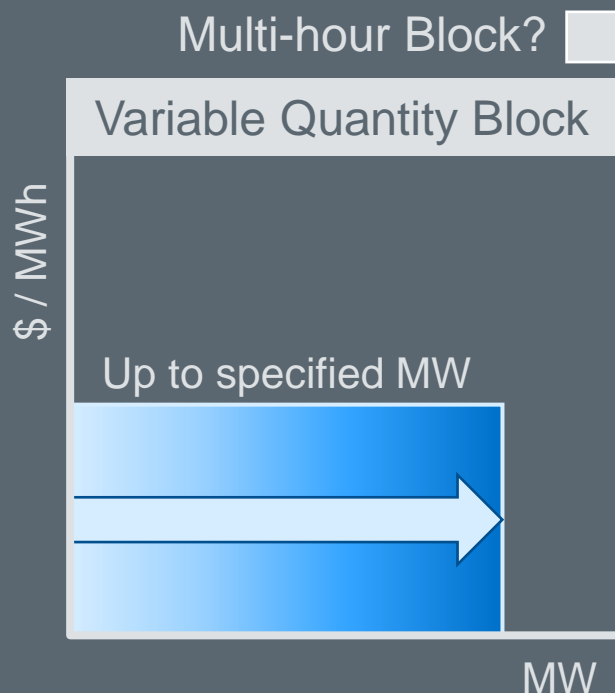 Multi-hour Block?
Variable Quantity Block
$ / MWh
Up to specified MW
MW